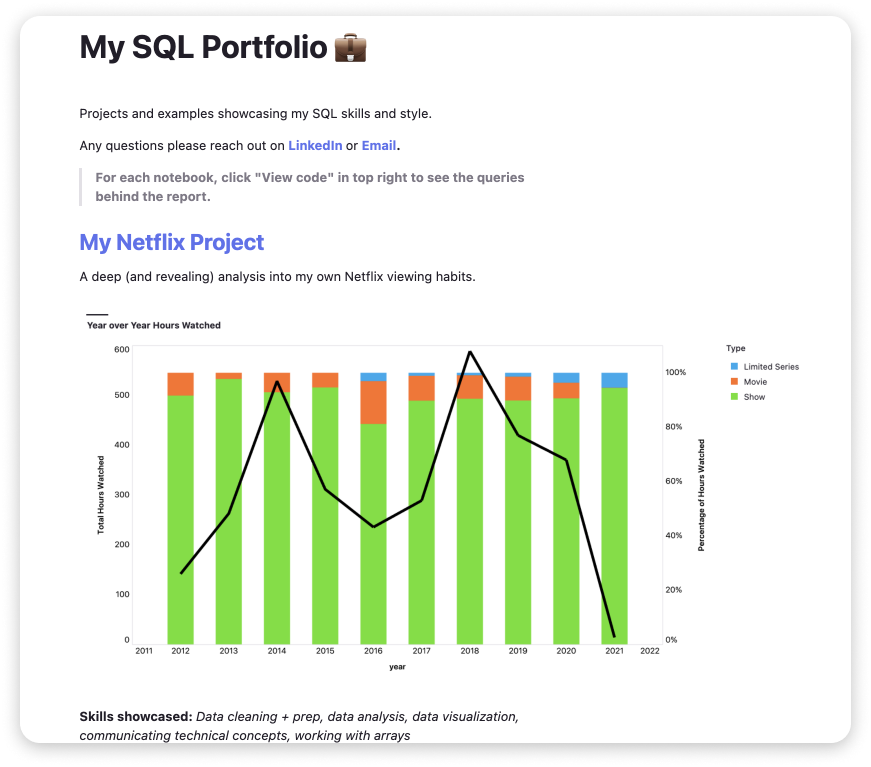 My SQL Portfolio 💼
Projects and examples showcasing my SQL skills and style.
Any questions please reach out on LinkedIn or Email.
For each notebook, click "View code" in top right to see the queries
behind the report.
My Netflix Project
A deep (and revealing) analysis into my own Netflix viewing habits.
Year over Year Hours Watched
600
500
400
300
200
100
0
Total Hours Watched
2011 2012 2013 2014 2015 2016 2017 2018 2019 2020 2021 2022
year
100%
80%
60%
40%
20%
0%
Percentage of Hours Watched
Type
Limited Series
Movie
Show
Skills showcased: Data cleaning + prep, data analysis, data visualization,
communicating technical concepts, working with arrays